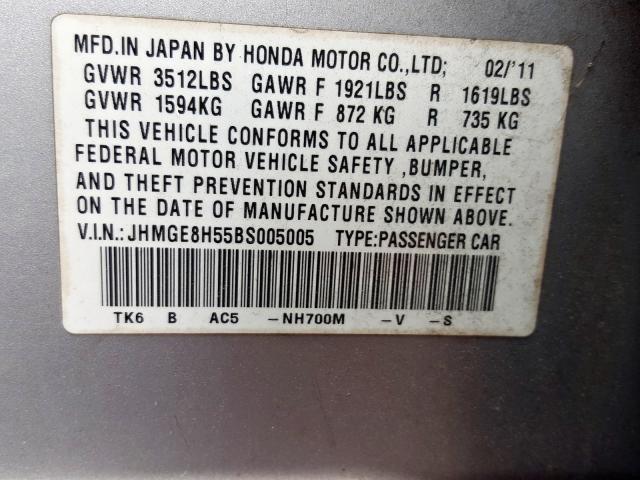 MFD.IN JAPAN BY HONDA MOTOR CO.,LTD; 02/'11
GVWR 3512LBS GAWR F 1921LBS R 1619LBS
GVWR 1594KG GAWR F 872 KG R 735 KG
THIS VEHICLE CONFORMS TO ALL APPLICABLE
FEDERAL MOTOR VEHICLE SAFETY ,BUMPER,
AND THEFT PREVENTION STANDARDS IN EFFECT
ON THE DATE OF MANUFACTURE SHOWN ABOVE.
V.I.N.:JHMGE8H55BS005005 TYPE:PASSENGER CAR
TK6 B AC5 -NH700M -V -S